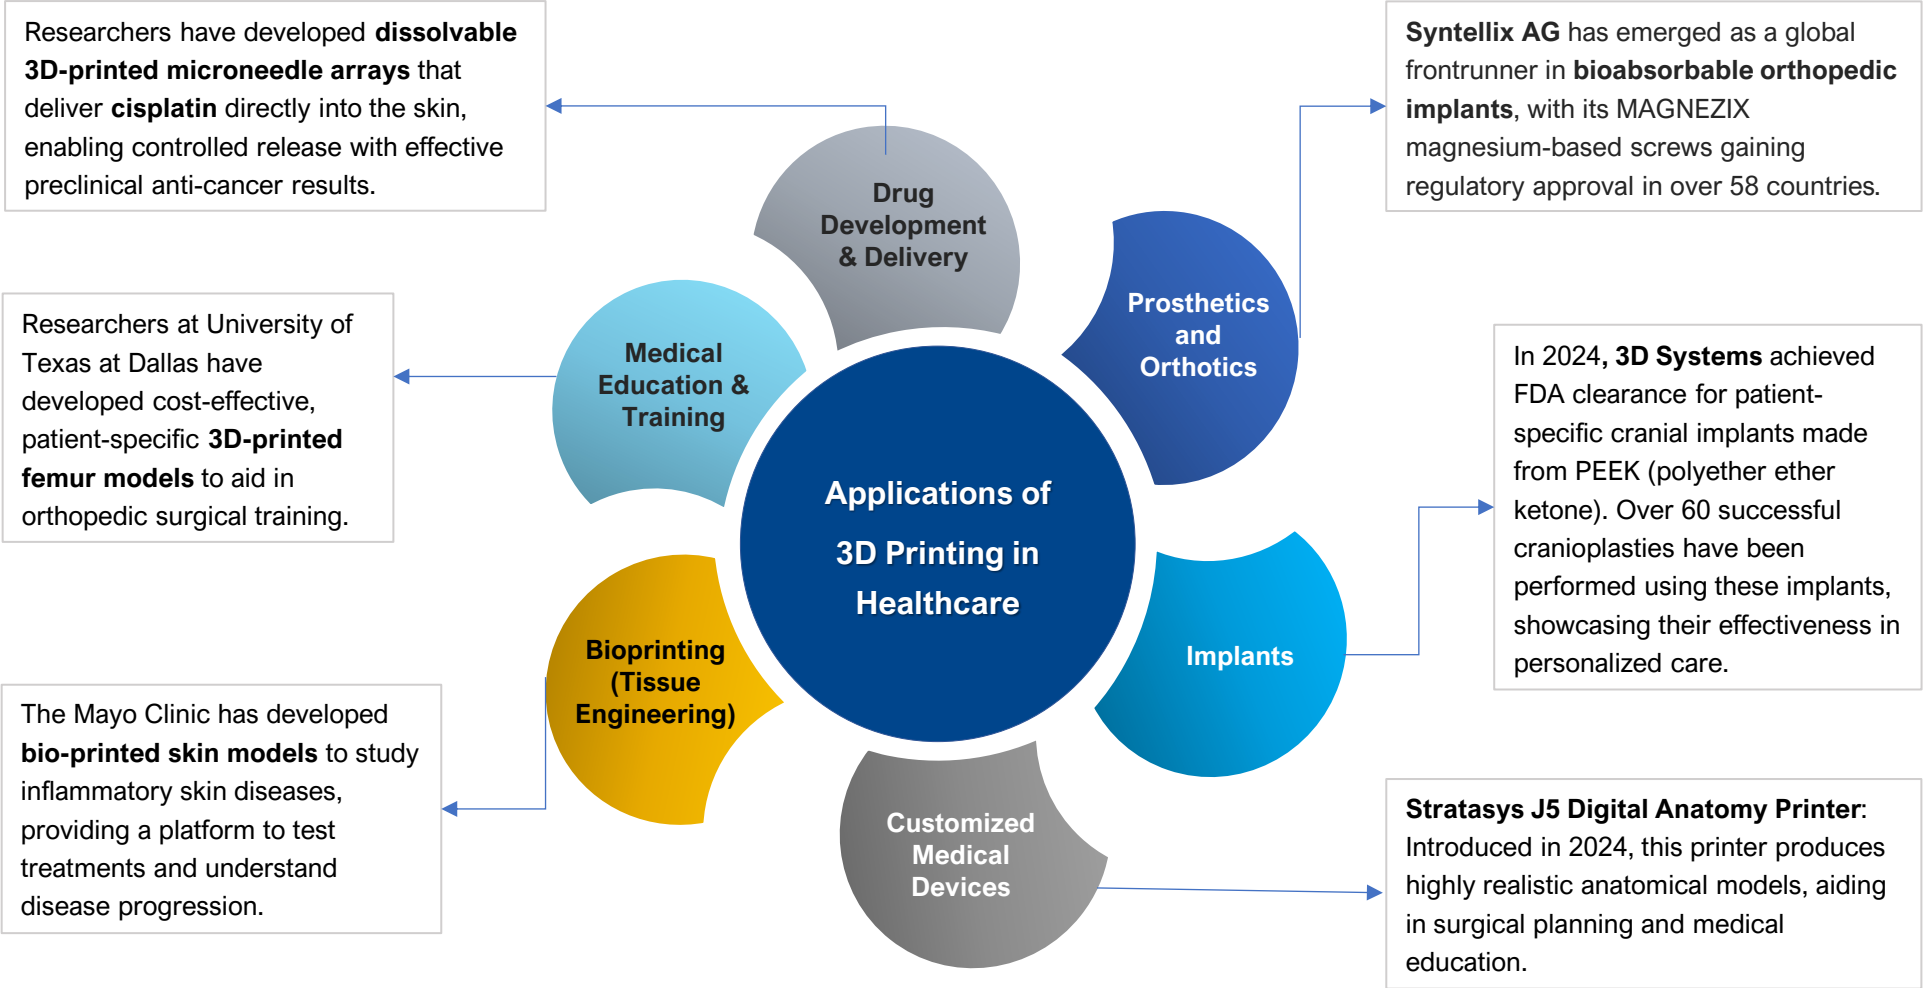 Researchers have developed dissolvable
3D-printed microneedle arrays that
deliver cisplatin directly into the skin,
enabling controlled release with effective
preclinical anti-cancer results.
Syntellix AG has emerged as a global
frontrunner in bioabsorbable orthopedic
implants, with its MAGNEZIX
magnesium-based screws gaining
regulatory approval in over 58 countries.
Drug
Development
& Delivery
Prosthetics
and
Orthotics
Researchers at University of
Texas at Dallas have
developed cost-effective,
patient-specific 3D-printed
femur models to aid in
orthopedic surgical training.
Medical
Education &
Training
In 2024, 3D Systems achieved
FDA clearance for patient-
specific cranial implants made
from PEEK (polyether ether
ketone). Over 60 successful
cranioplasties have been
performed using these implants,
showcasing their effectiveness in
personalized care.
Applications of
3D Printing in
Healthcare
Implants
Bioprinting
(Tissue
Engineering)
The Mayo Clinic has developed
bio-printed skin models to study
inflammatory skin diseases,
providing a platform to test
treatments and understand
disease progression.
Customized
Medical
Devices
Stratasys J5 Digital Anatomy Printer:
Introduced in 2024, this printer produces
highly realistic anatomical models, aiding
in surgical planning and medical
education.